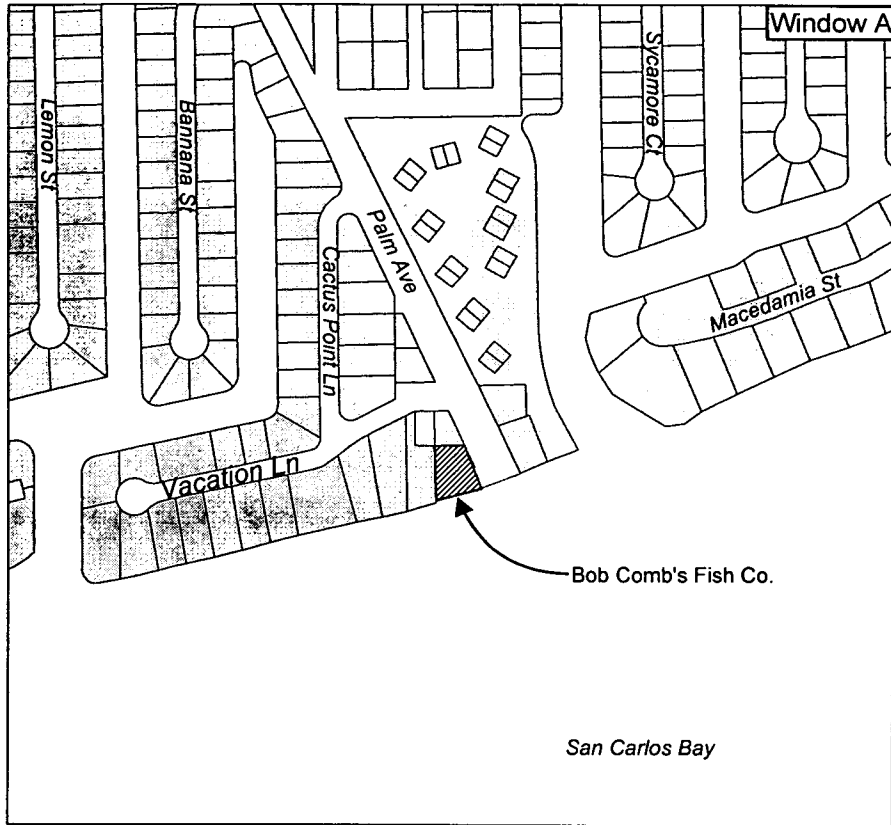 Window A
Lemon St
Bannana St
Sycamore Ct
Palm Ave
Cactus Point Ln
Macedamia St
Vacation Ln
Bob Comb's Fish Co.
San Carlos Bay